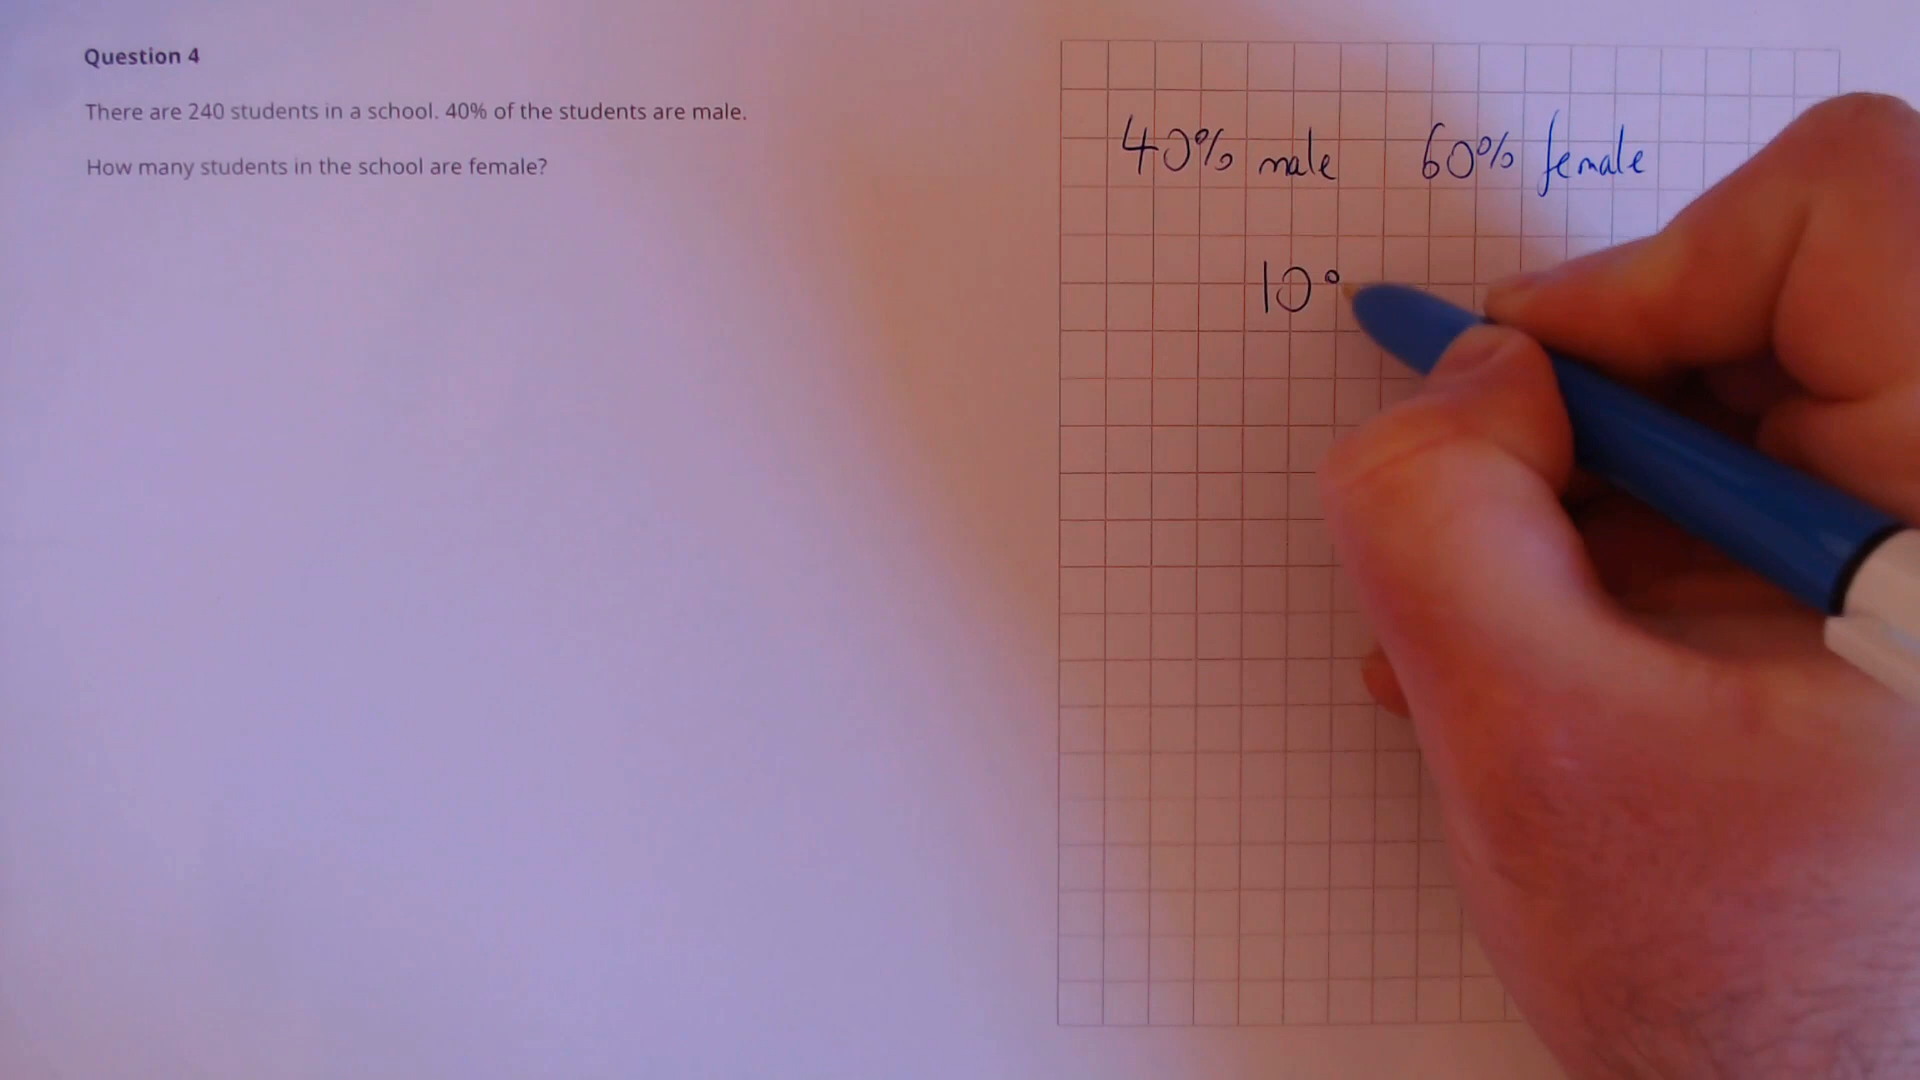 Question 4
There are 240 students in a school. 40% of the students are male.
How many students in the school are female?
40% male 60% female
10°